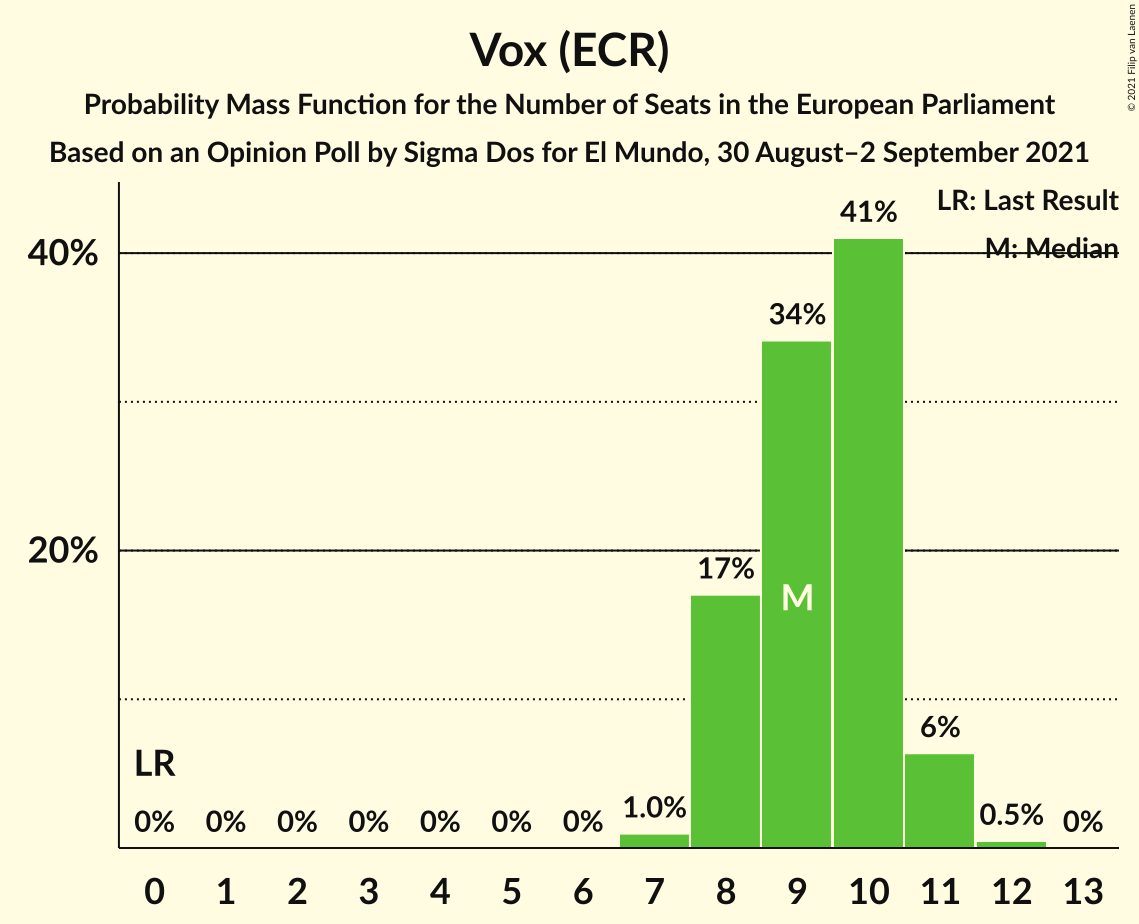 Vox (ECR)
Probability Mass Function for the Number of Seats in the European Parliament
Based on an Opinion Poll by Sigma Dos for El Mundo, 30 August–2 September 2021
© 2021 Filip van Laenen
LR: Last Result
M: Median
40%
20%
41%
34%
17%
M
6%
LR
0% 0% 0% 0% 0% 0% 0% 1.0% 0.5% 0%
0 1 2 3 4 5 6 7 8 9 10 11 12 13